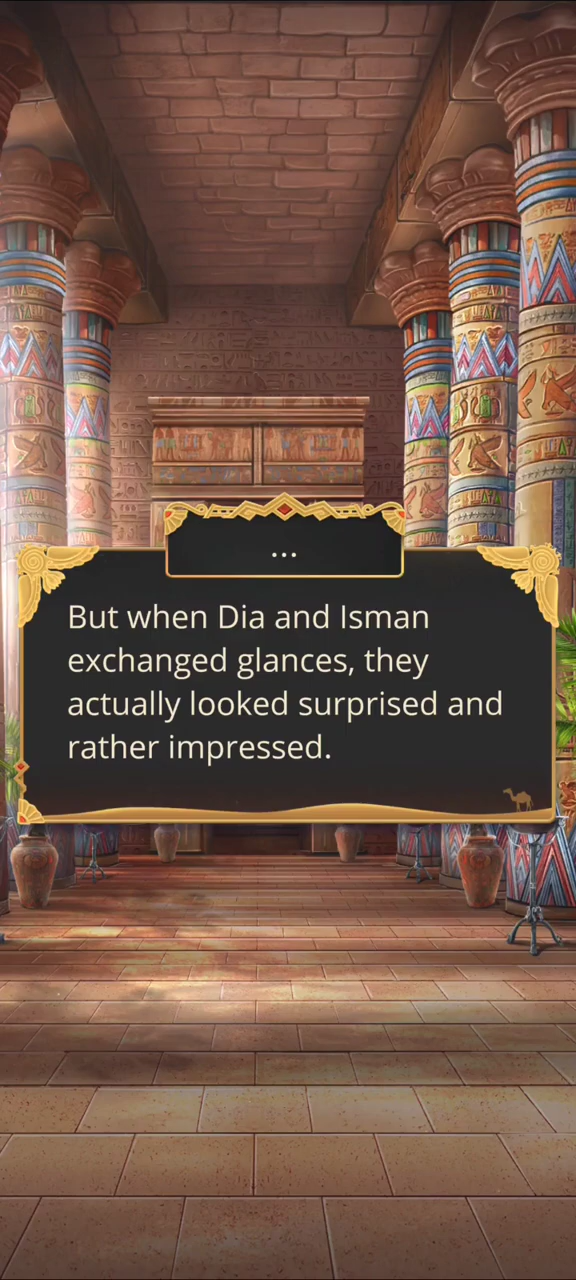 ...
But when Dia and Isman
exchanged glances, they
actually looked surprised and
rather impressed.